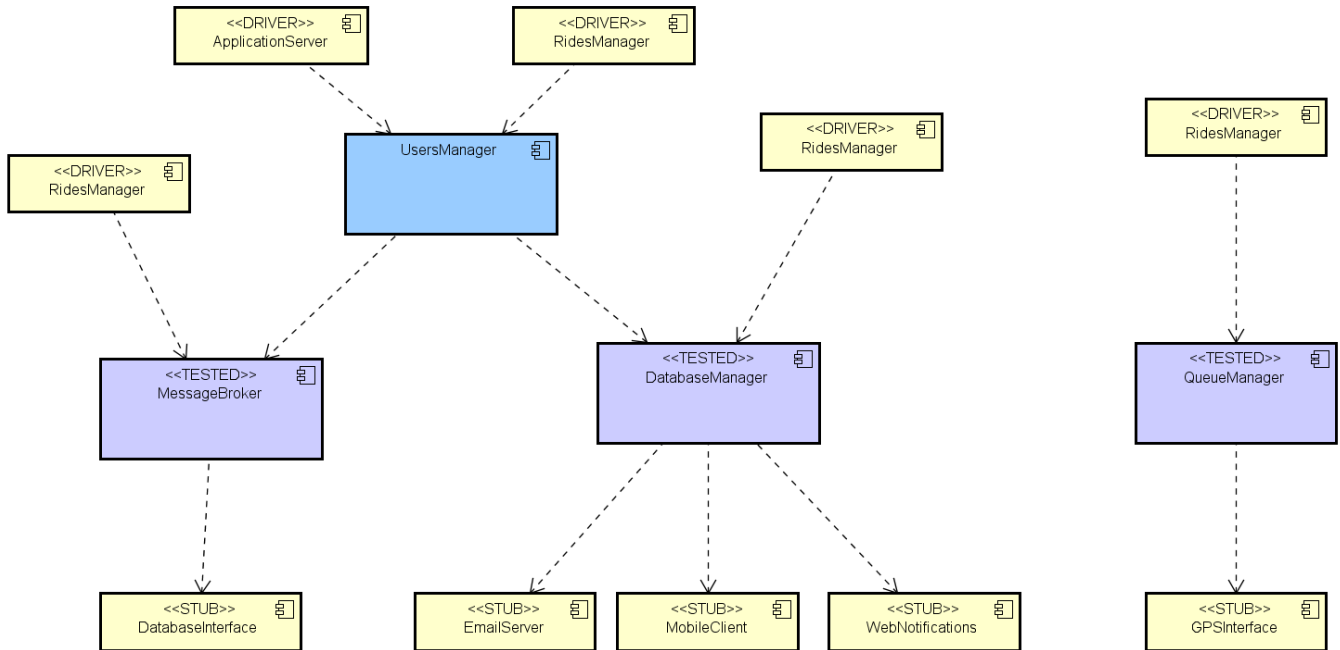 <<DRIVER>>
ApplicationServer
<<DRIVER>>
RidesManager
<<DRIVER>>
RidesManager
<<DRIVER>>
RidesManager
UsersManager
<<DRIVER>>
RidesManager
<<TESTED>>
MessageBroker
<<TESTED>>
DatabaseManager
<<TESTED>>
QueueManager
<<STUB>>
DatabaseInterface
<<STUB>>
EmailServer
<<STUB>>
MobileClient
<<STUB>>
WebNotifications
<<STUB>>
GPSInterface